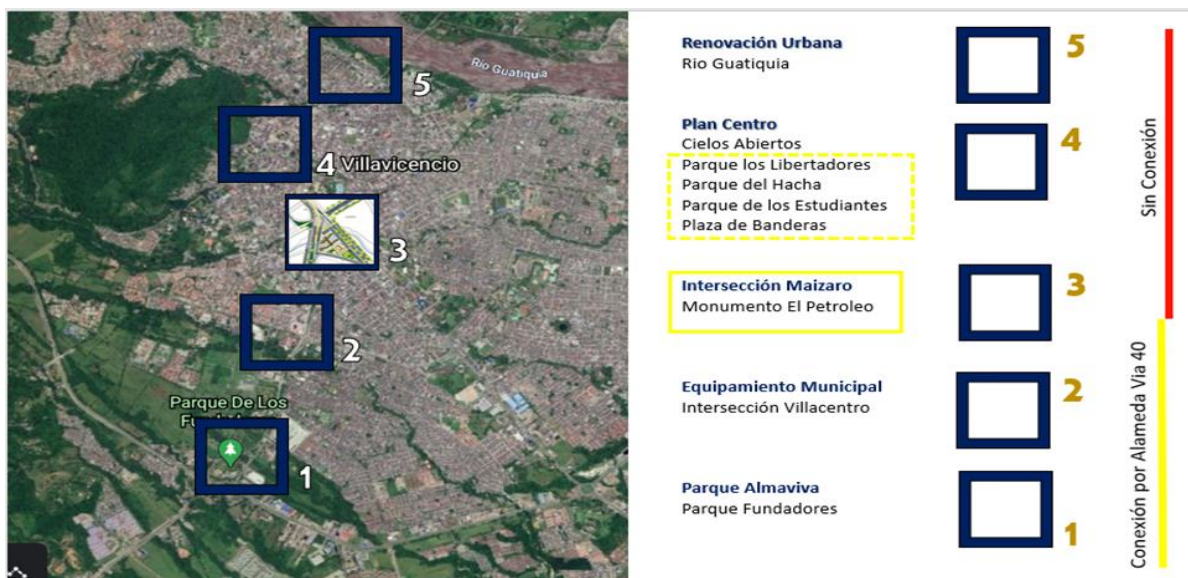 Río Guatiquia
5
4
Villavicencio
3
2
Parque De Los
1
Renovación Urbana
Rio Guatiquia
5
Plan Centro
Cielos Abiertos
Parque los Libertadores
Parque del Hacha
Parque de los Estudiantes
Plaza de Banderas
4
Sin Conexión
Intersección Maizaro
Monumento El Petroleo
3
Equipamiento Municipal
Intersección Villacentro
2
Parque Almaviva
Parque Fundadores
1
Conexión por Alameda Via 40